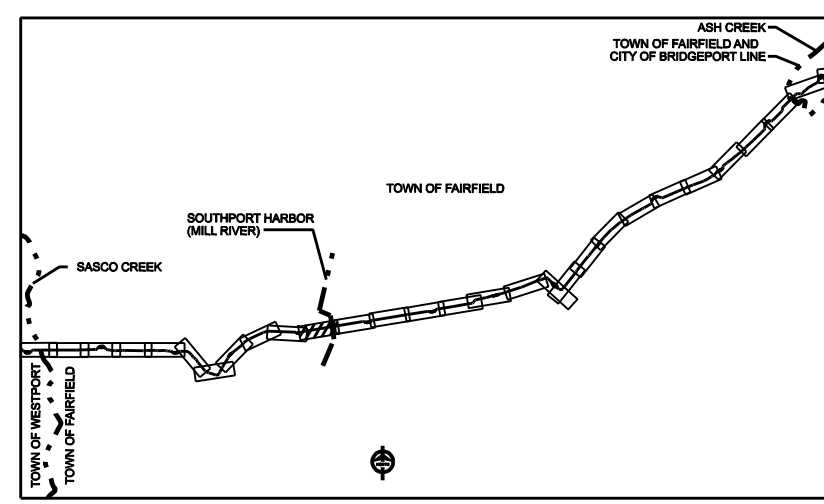 ASH CREEK
TOWN OF FAIRFIELD AND
CITY OF BRIDGEPORT LINE
TOWN OF FAIRFIELD
SOUTHPORT HARBOR
(MILL RIVER)
SASCO CREEK
TOWN OF WESTPORT
TOWN OF FAIRFIELD